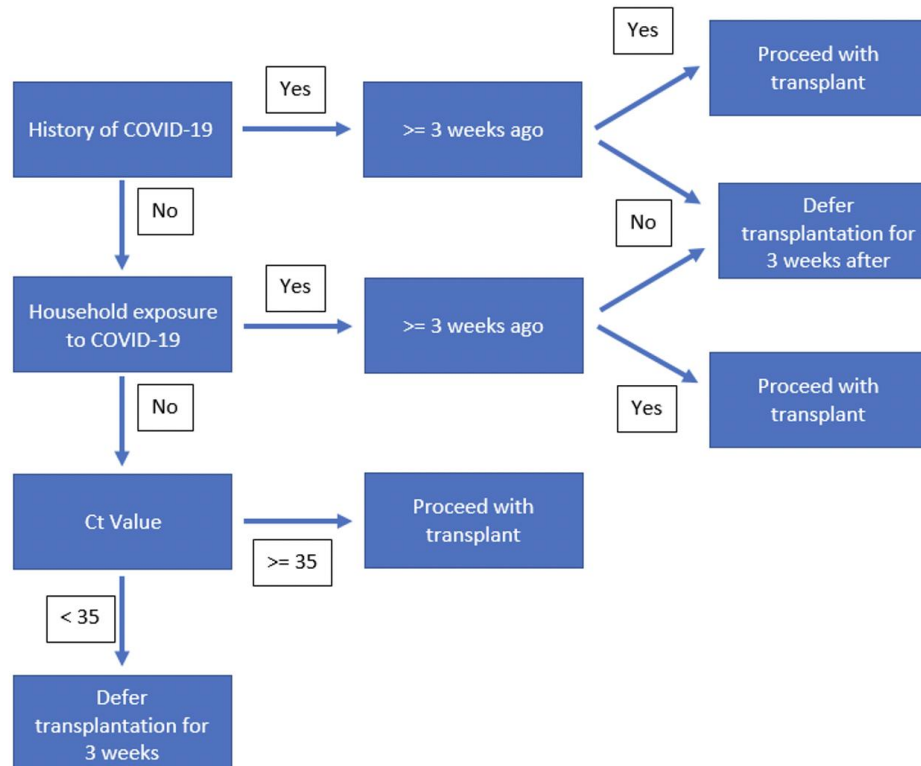 Yes
Proceed with
transplant
History of COVID-19
Yes
>= 3 weeks ago
No
No
Defer
transplantation for
3 weeks after
Household exposure
to COVID-19
Yes
>= 3 weeks ago
No
Yes
Proceed with
transplant
Ct Value
>= 35
Proceed with
transplant
< 35
Defer
transplantation for
3 weeks